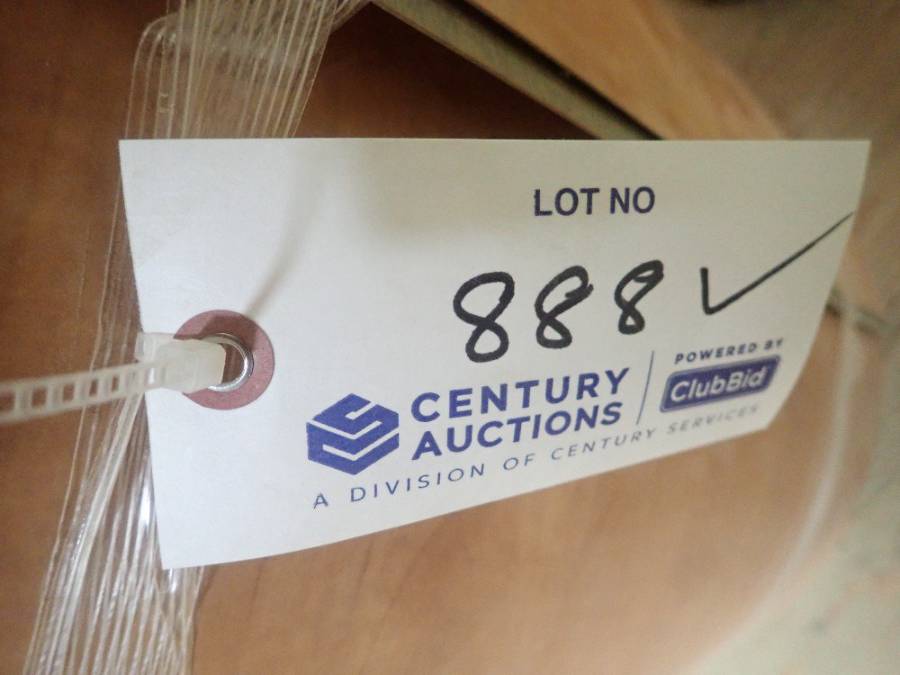 LOT NO
888 ✓
CENTURY
AUCTIONS
POWERED BY
ClubBid
A DIVISION OF CENTURY SERVICES